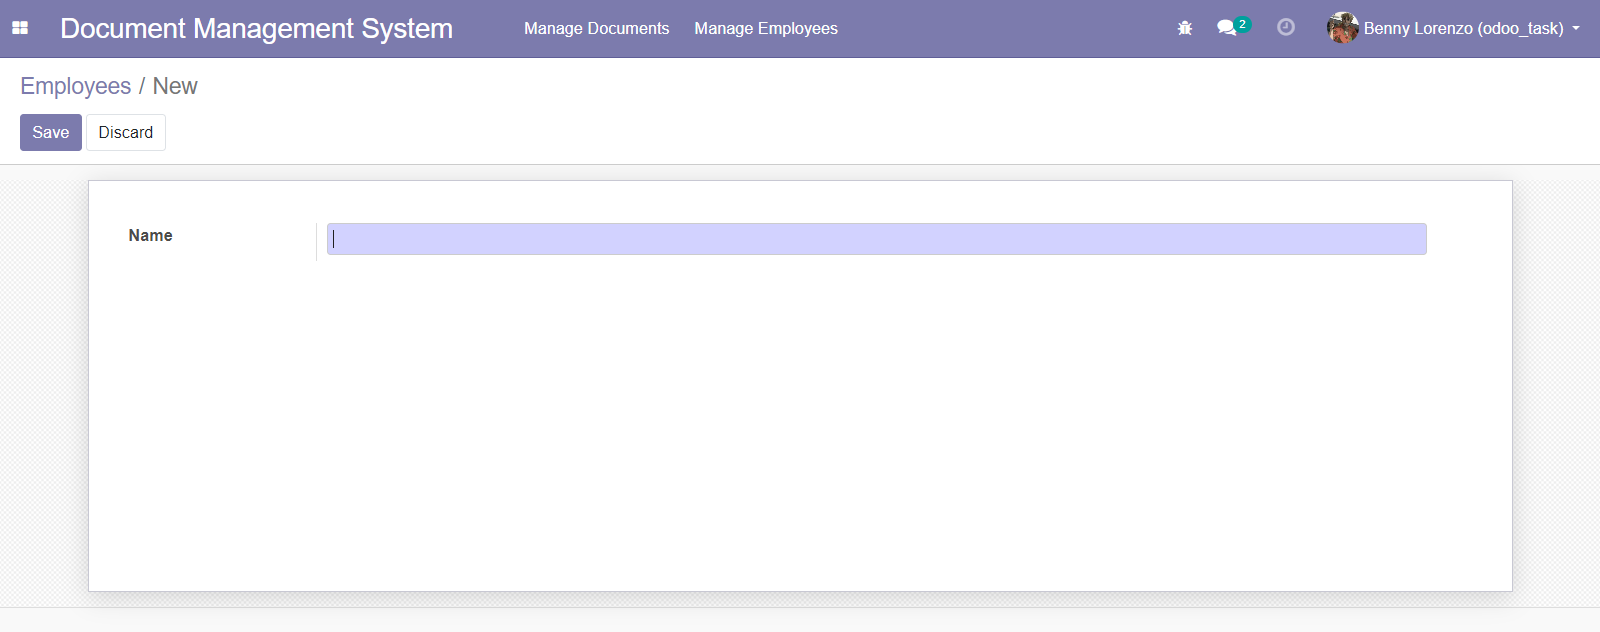 Document Management System Manage Documents Manage Employees 2 Benny Lorenzo (odoo_task)
Employees / New
Save Discard
Name